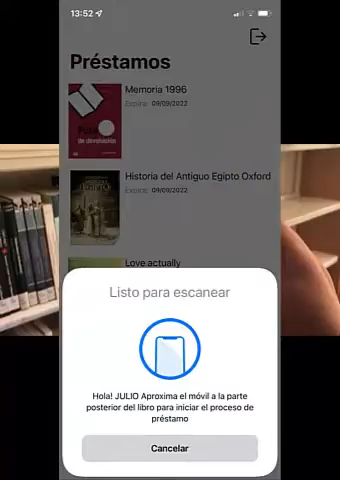 13:52
Préstamos
Memoria 1996
Expira: 09/09/2022
de devolución
Historia del Antiguo Egipto Oxford
Expira: 09/09/2022
Love actually
Listo para escanear
Hola! JULIO Aproxima el móvil a la parte
posterior del libro para iniciar el proceso de
préstamo
Cancelar